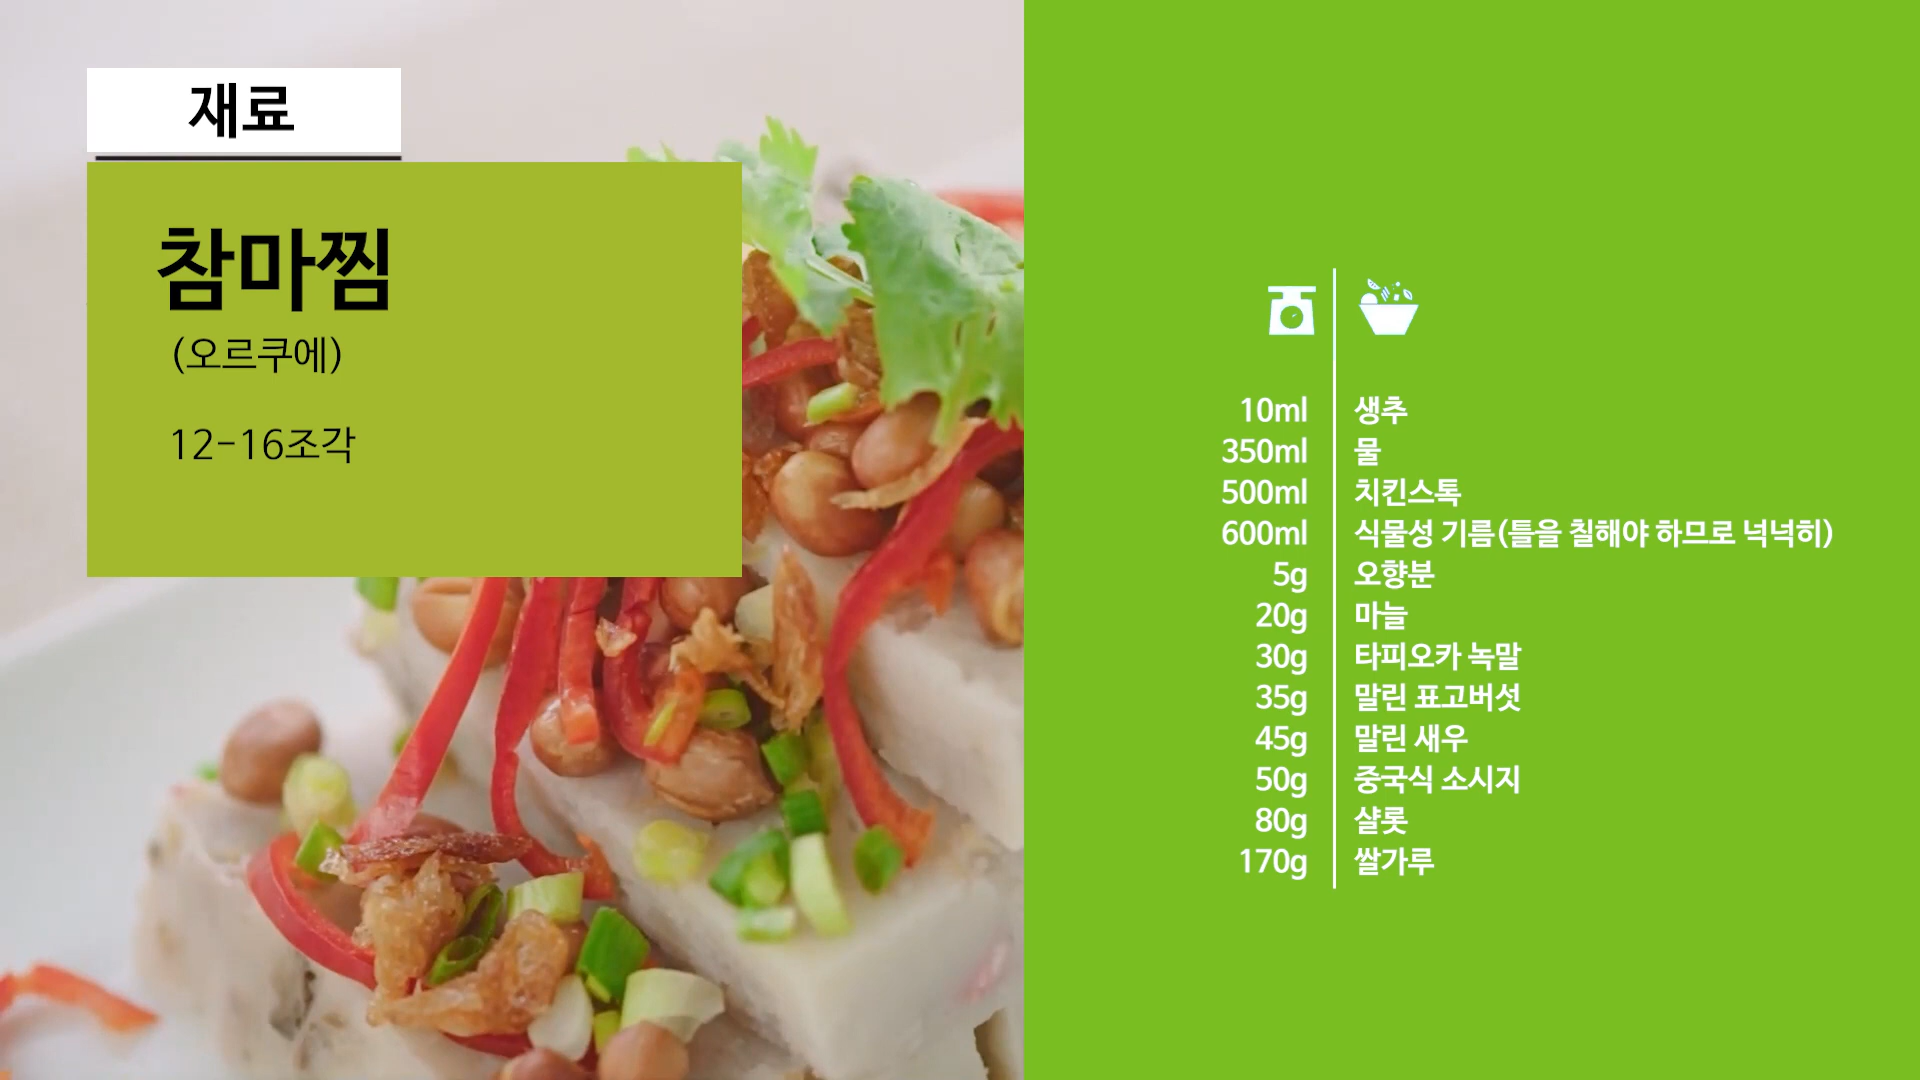 재료
참마찜
(오르쿠에)
12-16조각
10ml 생추
350ml 물
500ml 치킨스톡
600ml 식물성 기름(틀을 칠해야 하므로 넉넉히)
5g 오향분
20g 마늘
30g 타피오카 녹말
35g 말린 표고버섯
45g 말린 새우
50g 중국식 소시지
80g 샬롯
170g 쌀가루